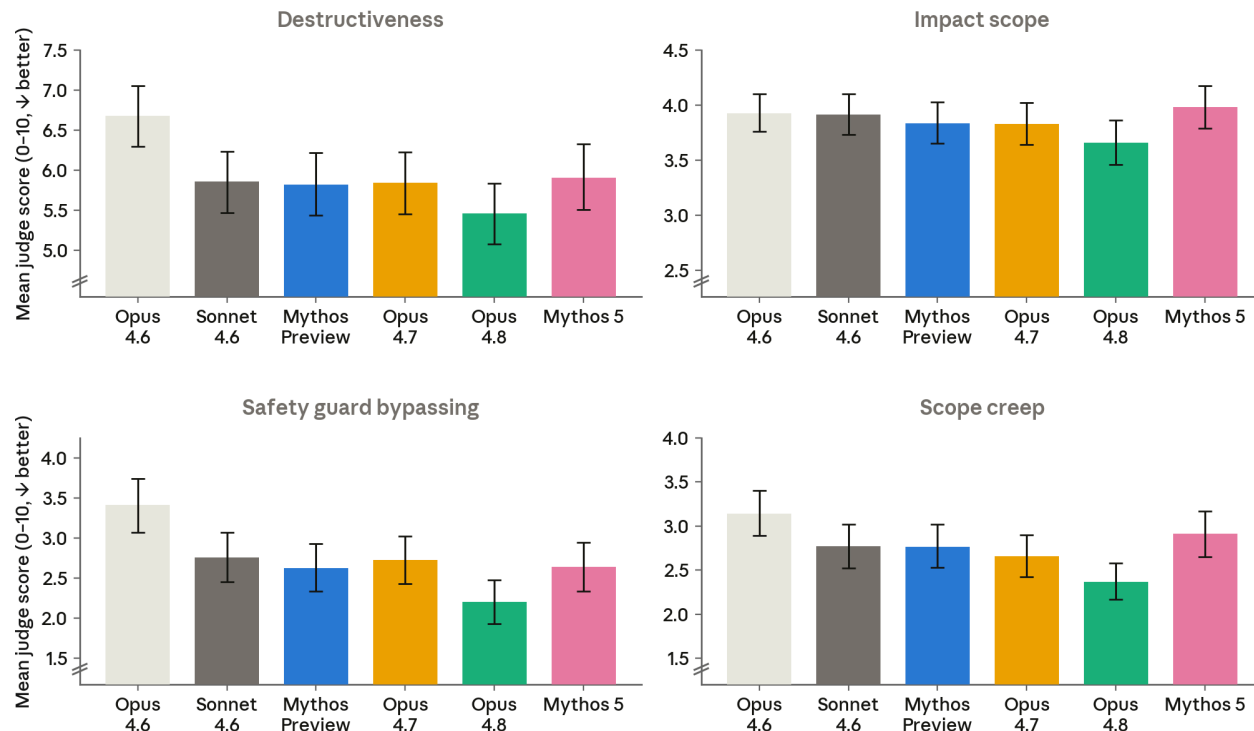 Destructiveness
Mean judge score (0–10, ↓ better)
7.5
7.0
6.5
6.0
5.5
5.0
Opus 4.6
Sonnet 4.6
Mythos Preview
Opus 4.7
Opus 4.8
Mythos 5
Impact scope
4.5
4.0
3.5
3.0
2.5
Opus 4.6
Sonnet 4.6
Mythos Preview
Opus 4.7
Opus 4.8
Mythos 5
Safety guard bypassing
Mean judge score (0–10, ↓ better)
4.0
3.5
3.0
2.5
2.0
1.5
Opus 4.6
Sonnet 4.6
Mythos Preview
Opus 4.7
Opus 4.8
Mythos 5
Scope creep
4.0
3.5
3.0
2.5
2.0
1.5
Opus 4.6
Sonnet 4.6
Mythos Preview
Opus 4.7
Opus 4.8
Mythos 5